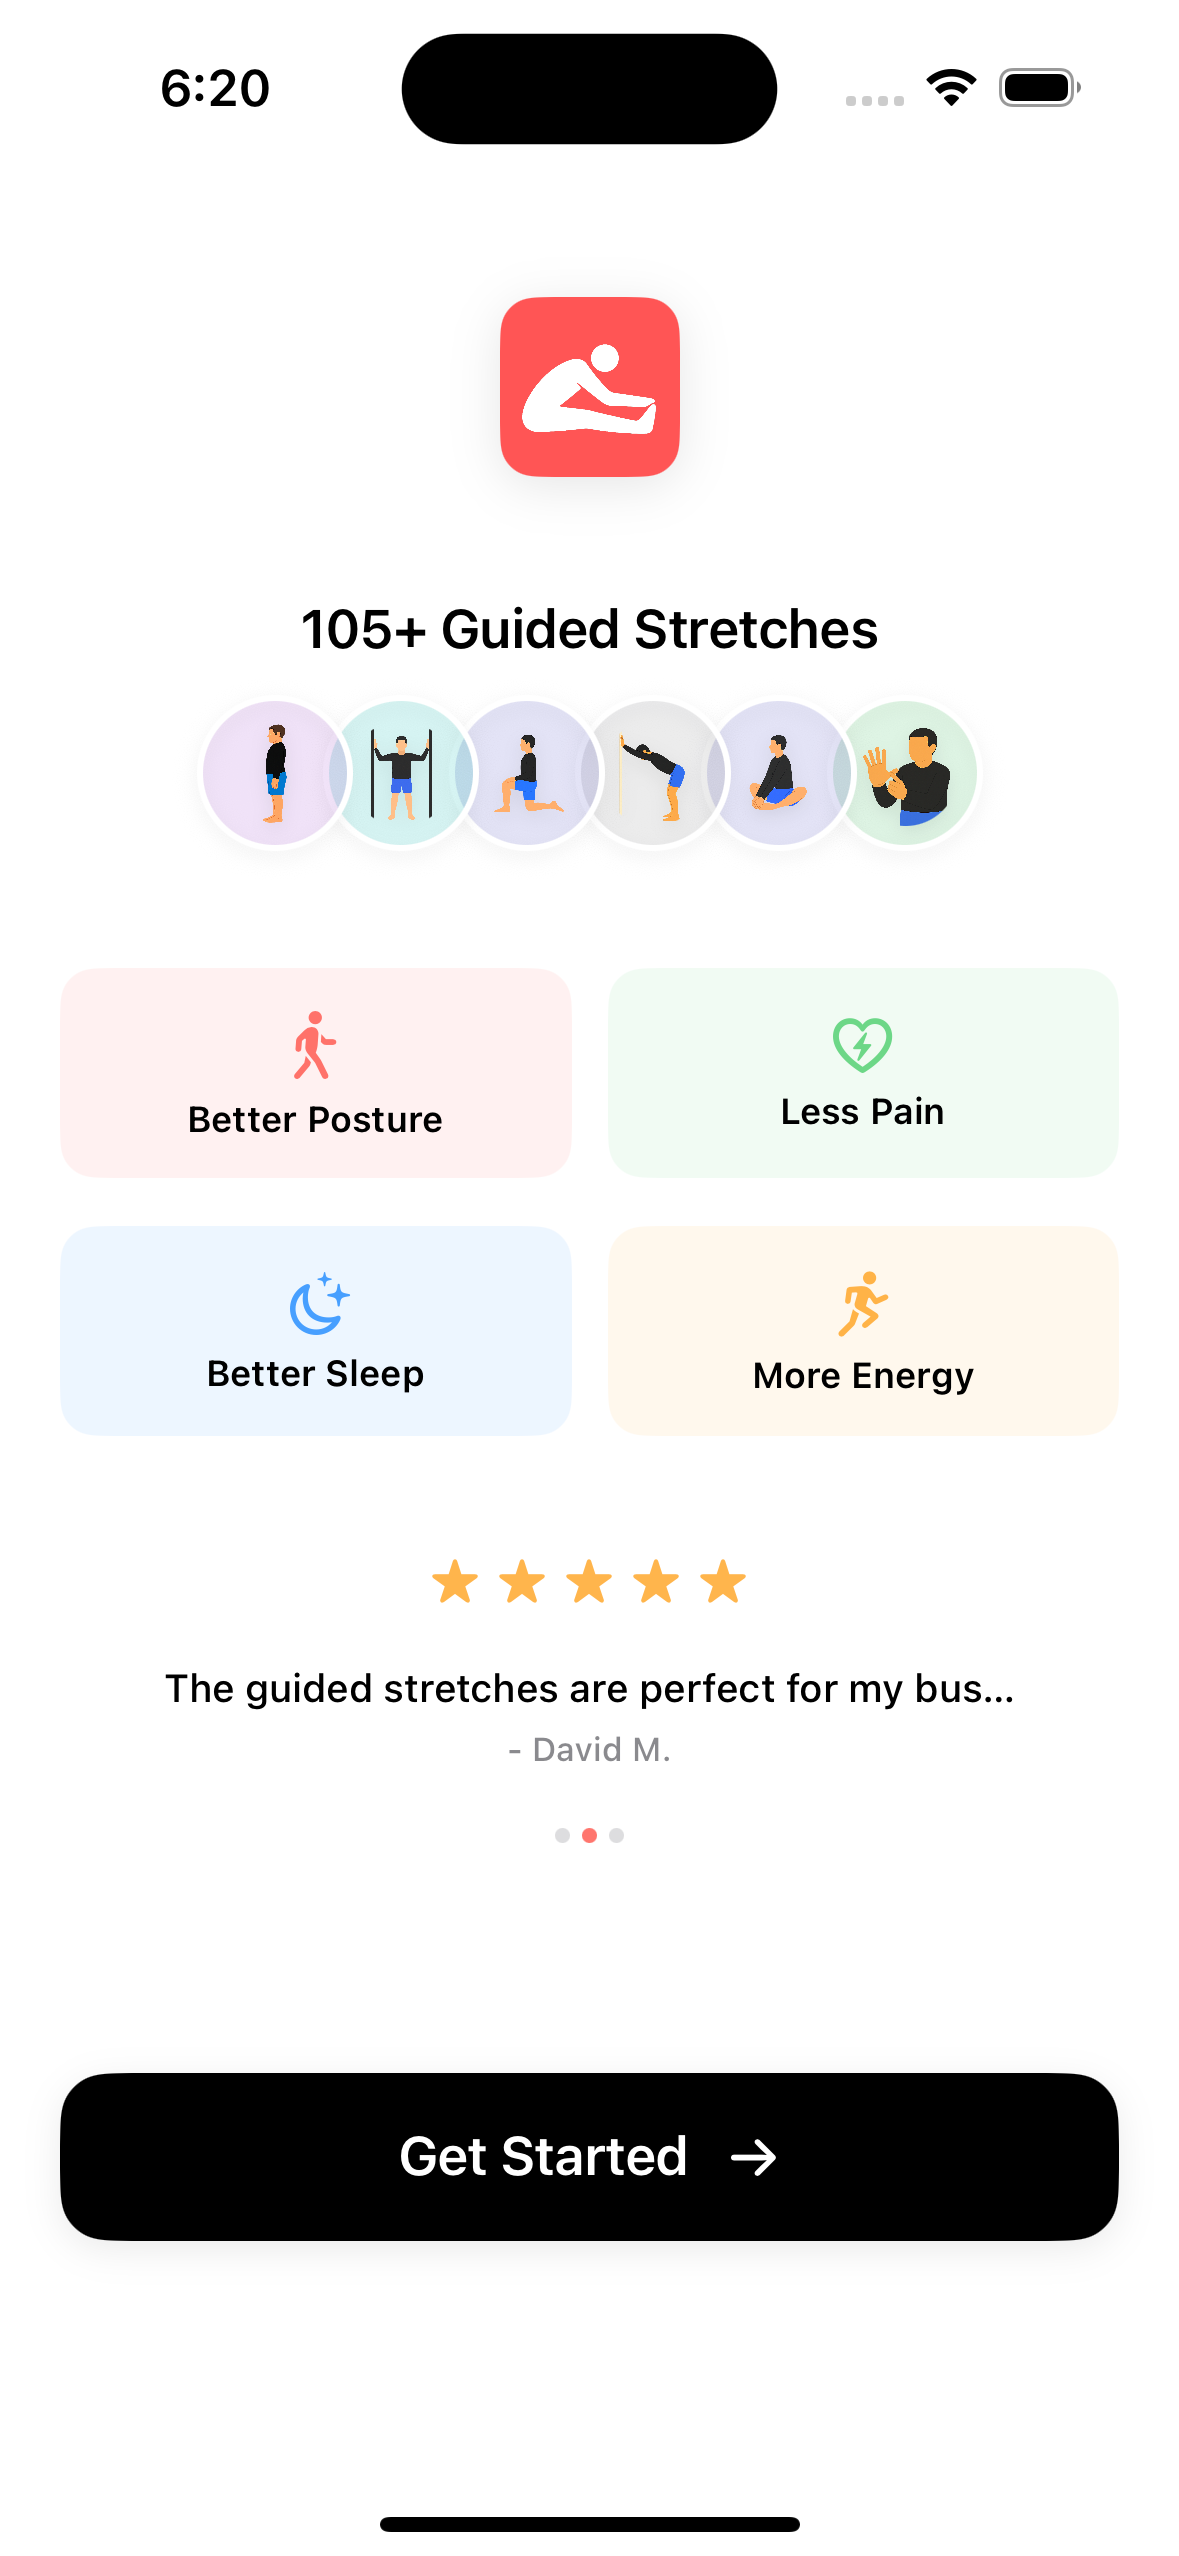 6:20
105+ Guided Stretches
Better Posture
Less Pain
Better Sleep
More Energy
The guided stretches are perfect for my bus...
- David M.
Get Started →